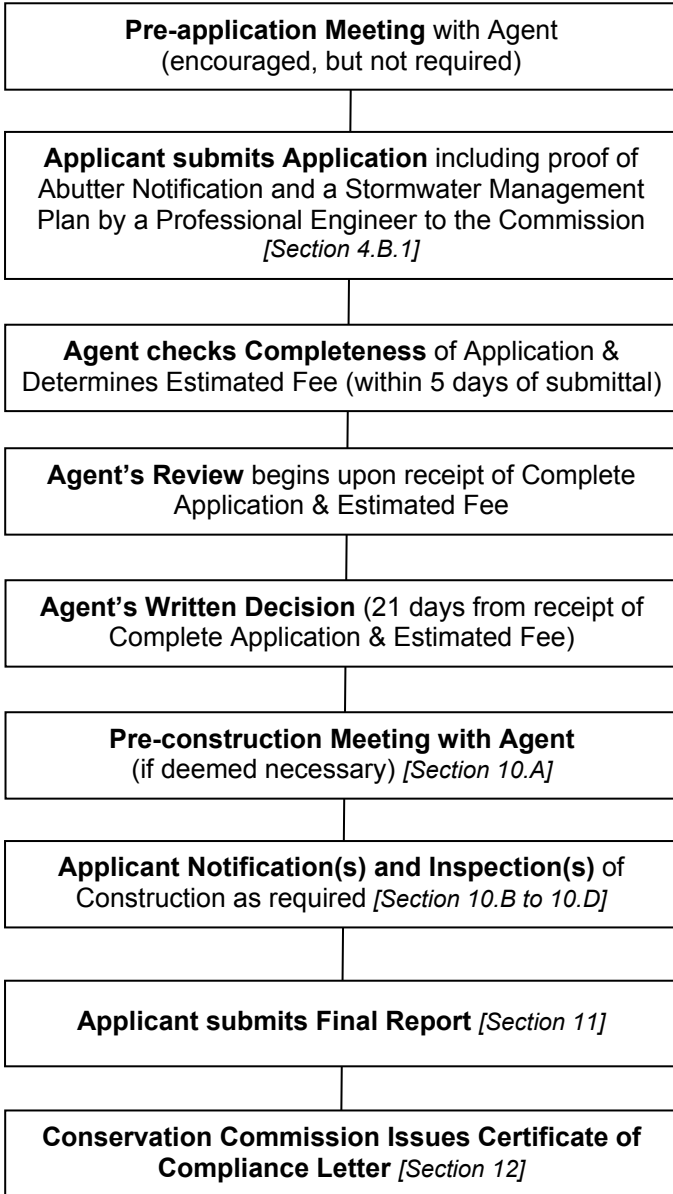 Pre-application Meeting with Agent
(encouraged, but not required)
Applicant submits Application including proof of
Abutter Notification and a Stormwater Management
Plan by a Professional Engineer to the Commission
[Section 4.B.1]
Agent checks Completeness of Application &
Determines Estimated Fee (within 5 days of submittal)
Agent's Review begins upon receipt of Complete
Application & Estimated Fee
Agent's Written Decision (21 days from receipt of
Complete Application & Estimated Fee)
Pre-construction Meeting with Agent
(if deemed necessary) [Section 10.A]
Applicant Notification(s) and Inspection(s) of
Construction as required [Section 10.B to 10.D]
Applicant submits Final Report [Section 11]
Conservation Commission Issues Certificate of
Compliance Letter [Section 12]